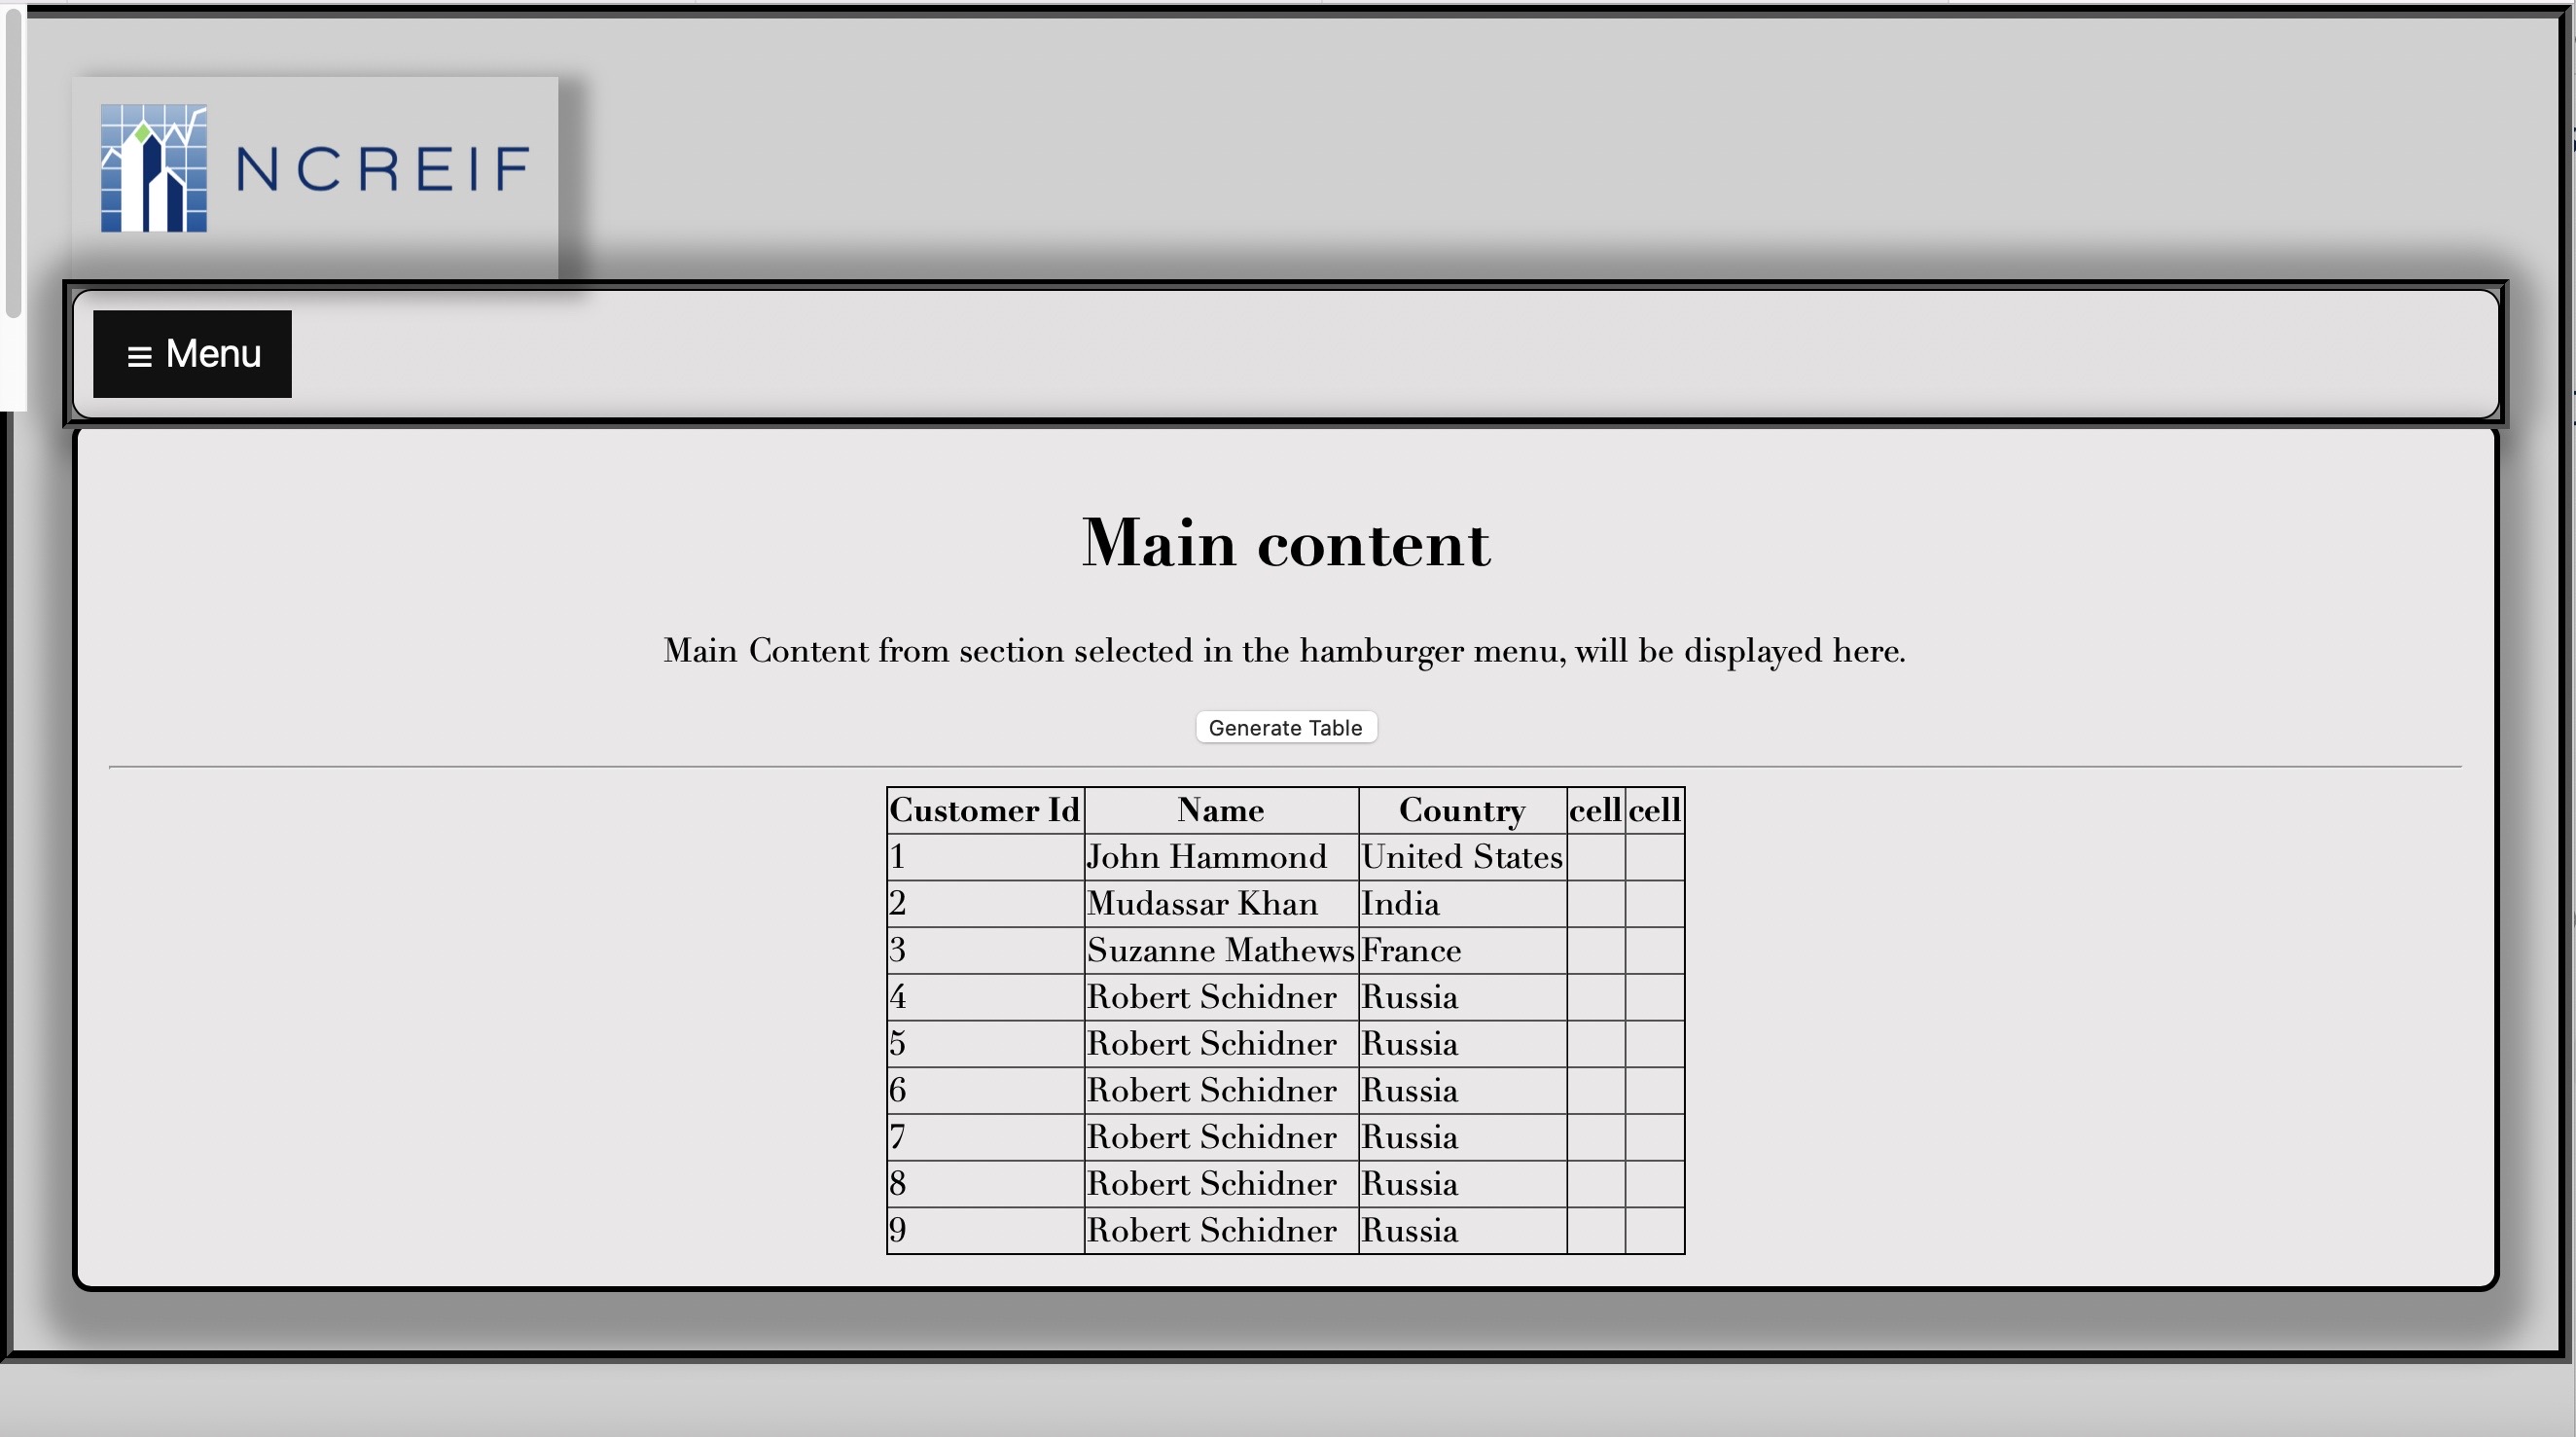 NCREIF
≡ Menu
Main content
Main Content from section selected in the hamburger menu, will be displayed here.
Generate Table
Customer Id Name Country cell cell
1 John Hammond United States
2 Mudassar Khan India
3 Suzanne Mathews France
4 Robert Schidner Russia
5 Robert Schidner Russia
6 Robert Schidner Russia
7 Robert Schidner Russia
8 Robert Schidner Russia
9 Robert Schidner Russia